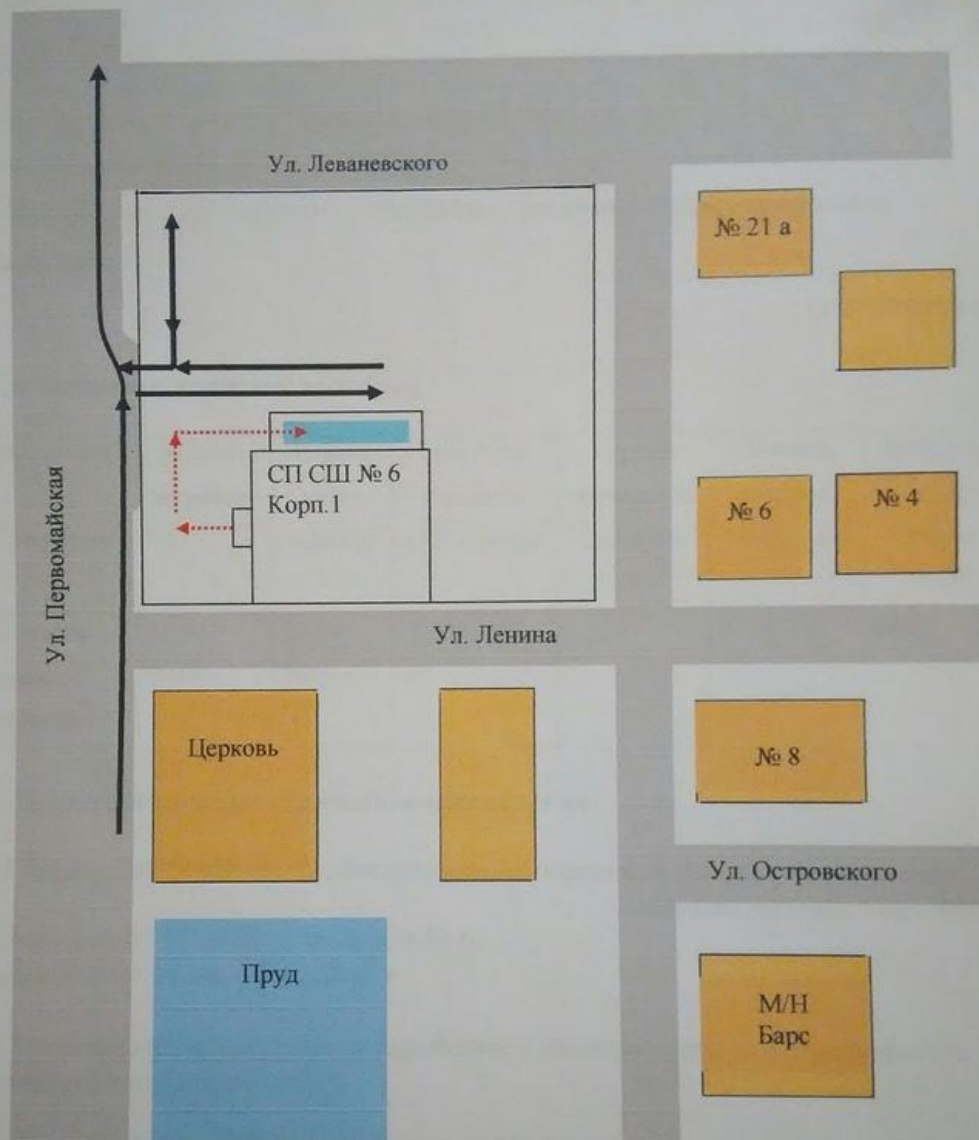 Ул. Леваневского
№ 21 а
СП СШ № 6
Корп.1
№ 6
№ 4
Ул. Первомайская
Ул. Ленина
Церковь
№ 8
Ул. Островского
Пруд
М/Н
Барс